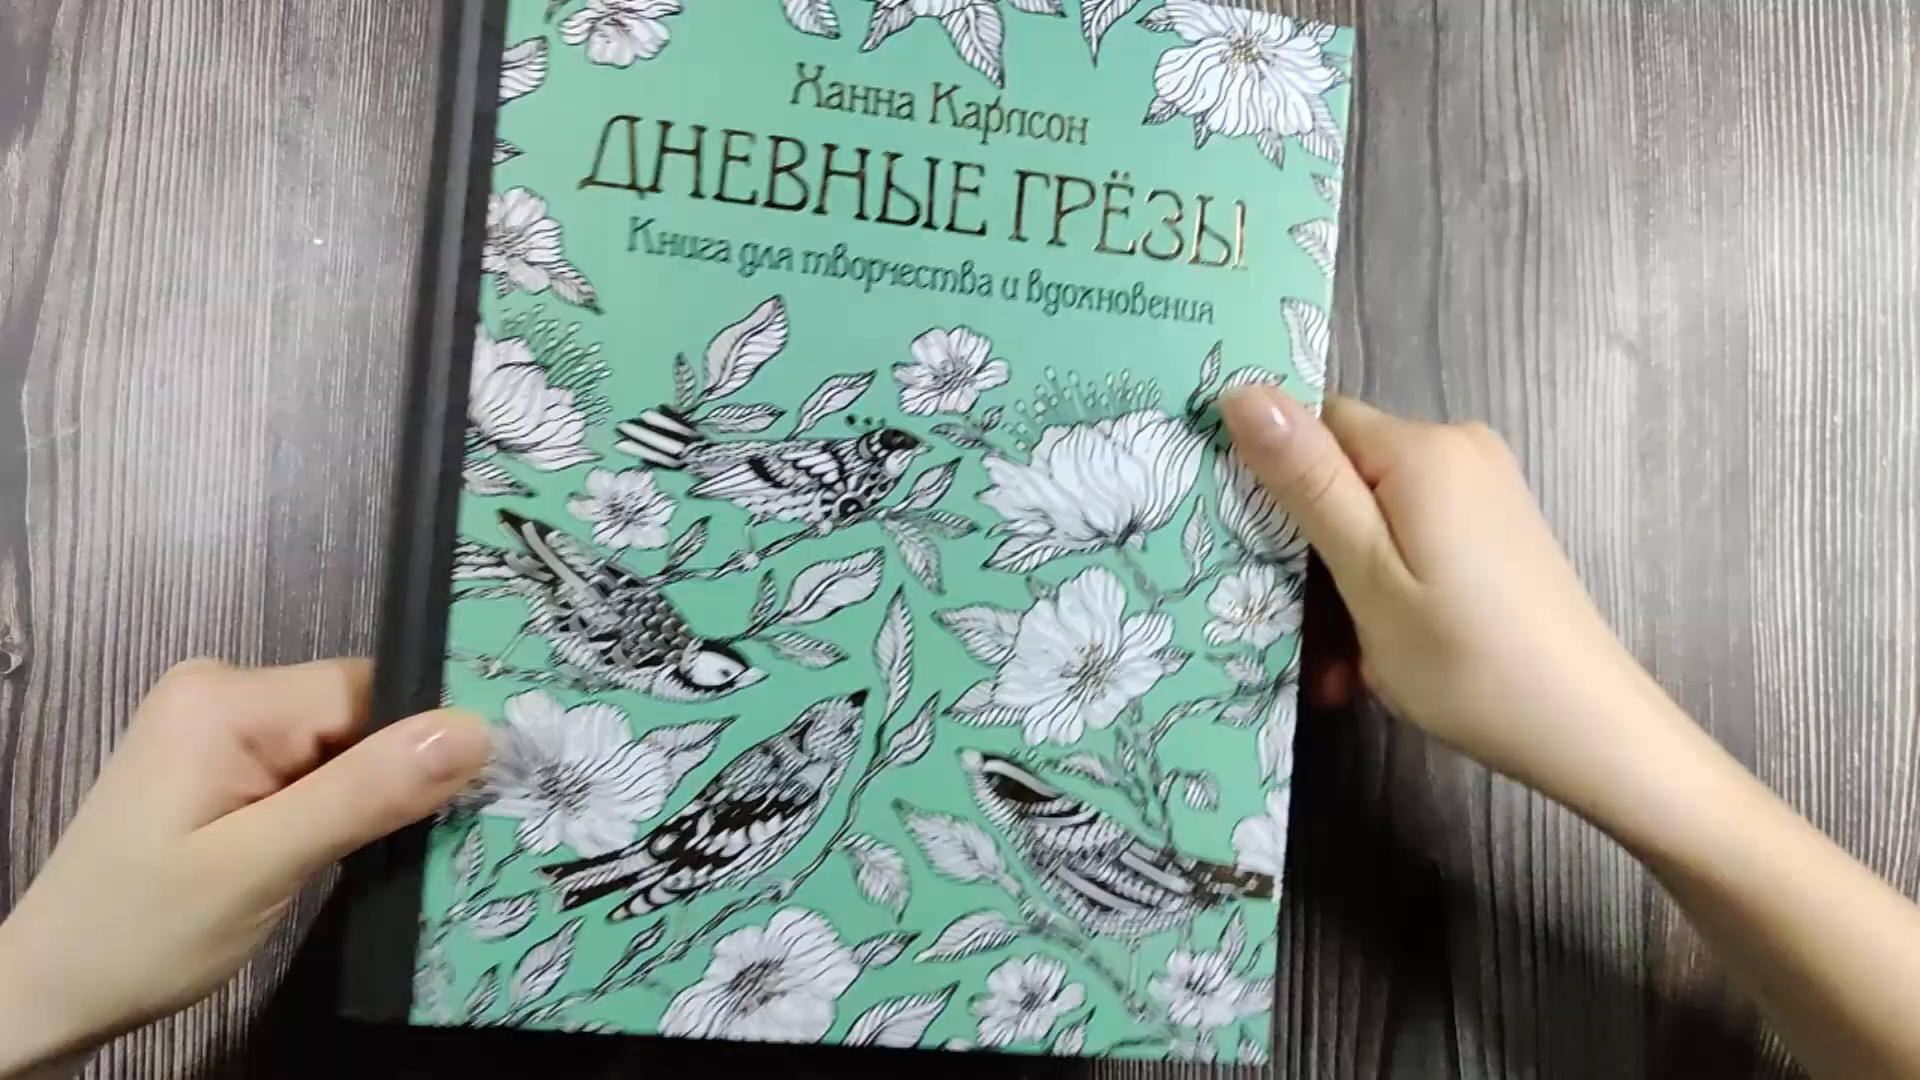 Ханна Карлсон
ДНЕВНЫЕ ГРЁЗЫ
Книга для творчества и вдохновения